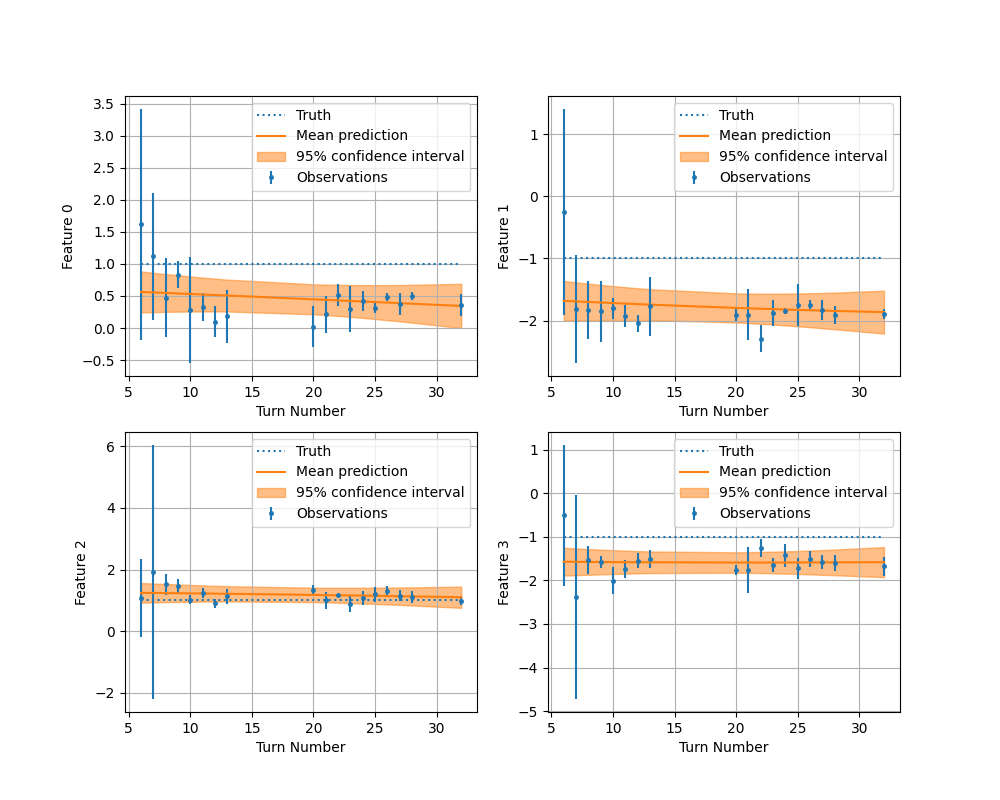 Feature 0
3.5
3.0
2.5
2.0
1.5
1.0
0.5
0.0
−0.5
5
10
15
20
25
30
Turn Number
Truth
Mean prediction
95% confidence interval
Observations
Feature 1
1
0
−1
−2
5
10
15
20
25
30
Turn Number
Truth
Mean prediction
95% confidence interval
Observations
Feature 2
6
4
2
0
−2
5
10
15
20
25
30
Turn Number
Truth
Mean prediction
95% confidence interval
Observations
Feature 3
1
0
−1
−2
−3
−4
−5
5
10
15
20
25
30
Turn Number
Truth
Mean prediction
95% confidence interval
Observations